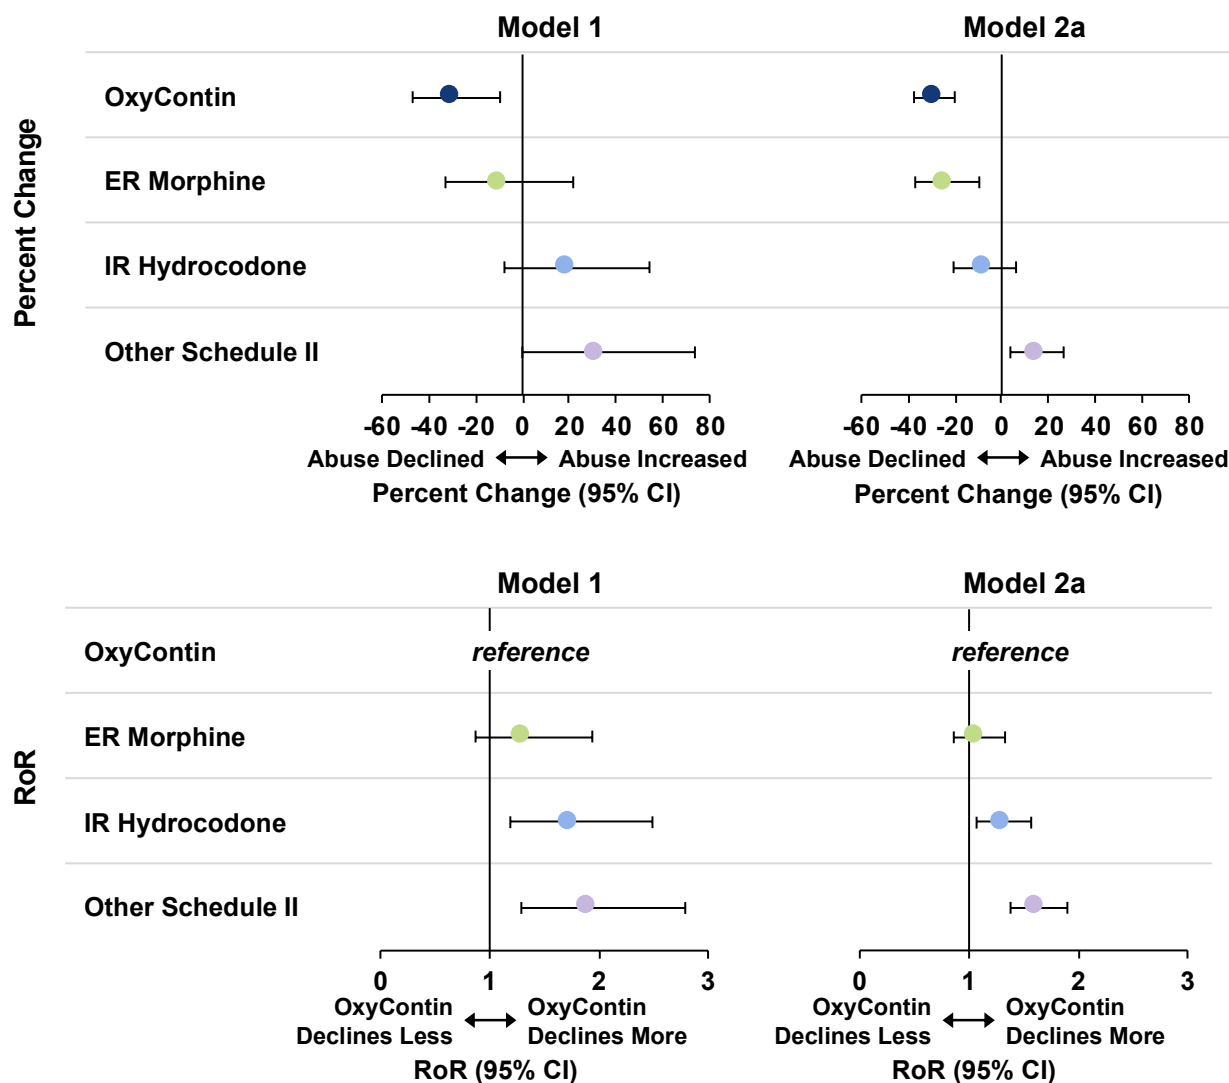 Model 1
Model 2a
Percent Change
OxyContin
ER Morphine
IR Hydrocodone
Other Schedule II
-60 -40 -20 0 20 40 60 80
-60 -40 -20 0 20 40 60 80
Abuse Declined Abuse Increased
Abuse Declined Abuse Increased
Percent Change (95% CI)
Percent Change (95% CI)
Model 1
Model 2a
RoR
OxyContin reference reference
ER Morphine
IR Hydrocodone
Other Schedule II
0 1 2 3
0 1 2 3
OxyContin
Declines Less
OxyContin
Declines More
OxyContin
Declines Less
OxyContin
Declines More
RoR (95% CI)
RoR (95% CI)